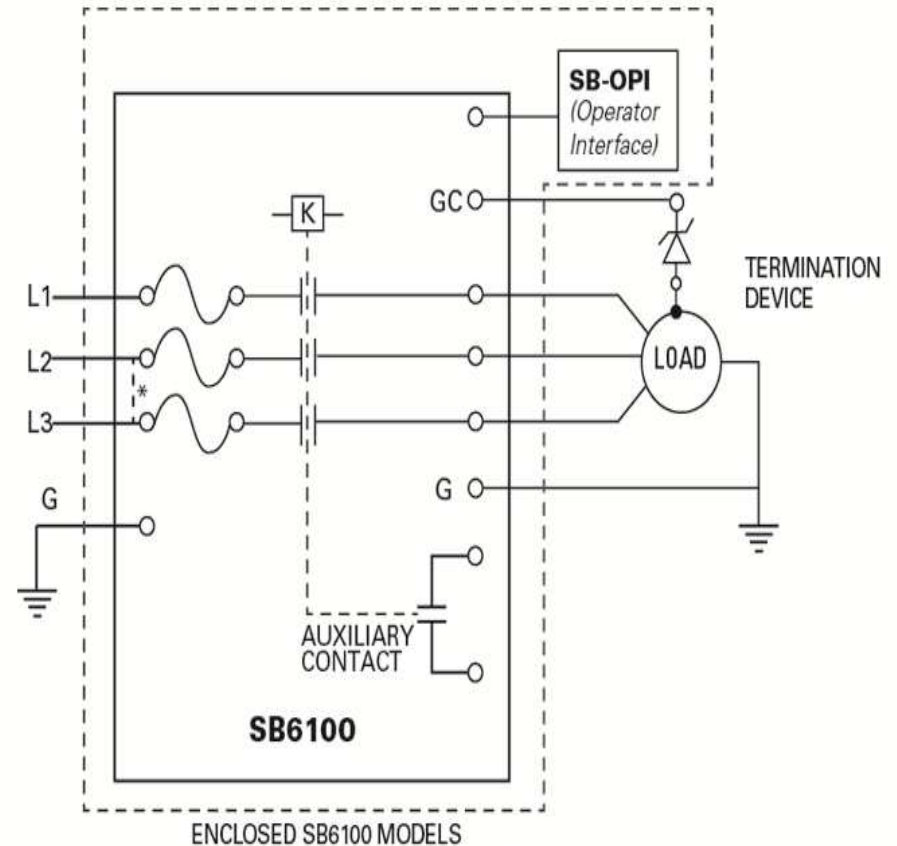 SB-OPI
(Operator
Interface)
GC
K
TERMINATION
DEVICE
L1
L2
LOAD
*
L3
G
G
AUXILIARY
CONTACT
SB6100
ENCLOSED SB6100 MODELS